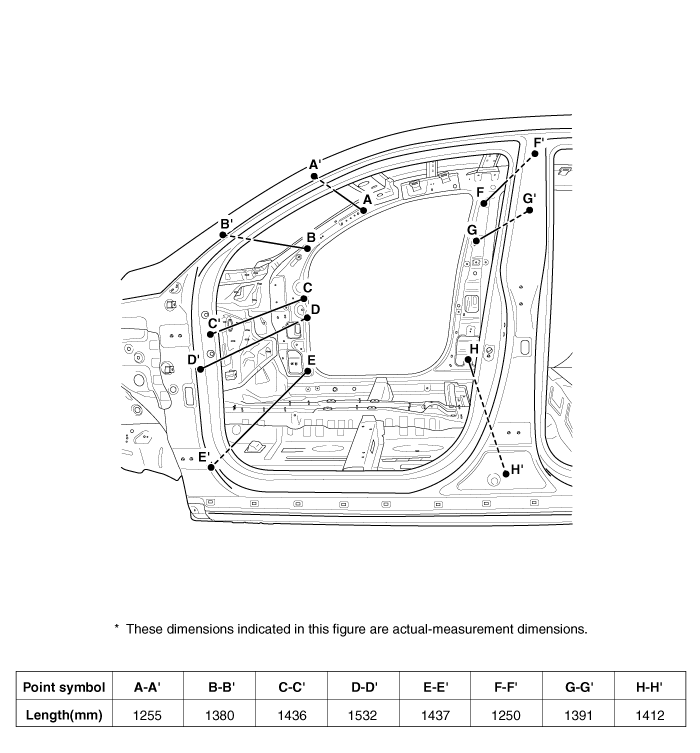 F'
A'
A
F
G'
B'
G
B
C
D
C'
H
D'
E
E'
H'
* These dimensions indicated in this figure are actual-measurement dimensions.
Point symbol A-A' B-B' C-C' D-D' E-E' F-F' G-G' H-H'
Length(mm) 1255 1380 1436 1532 1437 1250 1391 1412